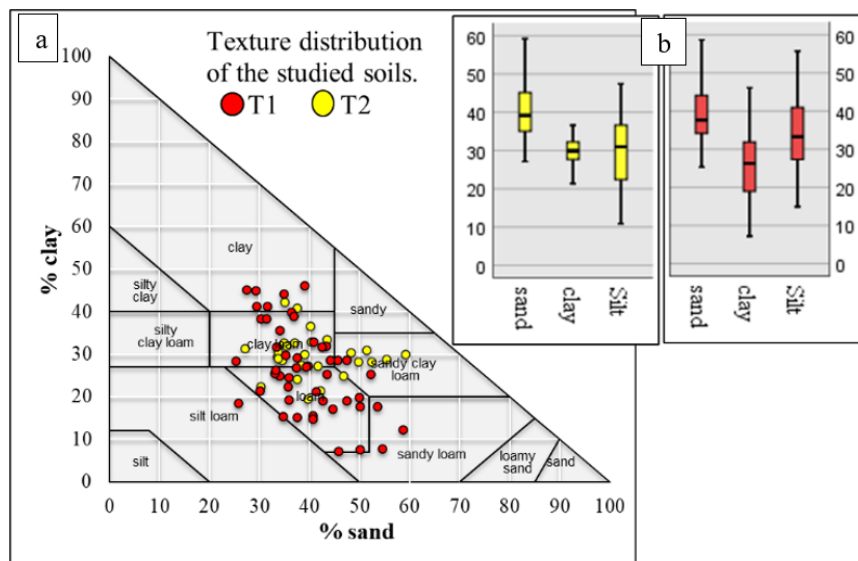 a
Texture distribution
of the studied soils.
T1 T2
% clay
100
90
80
70
60
50
40
30
20
10
0
clay
silty
clay
sandy
silty
clay loam
clay loam
sandy clay
loam
loam
silt loam
sandy loam
silt
loamy
sand
sand
0 10 20 30 40 50 60 70 80 90 100
% sand
b
60
50
40
30
20
10
0
sand
clay
Silt
60
50
40
30
20
10
0
sand
clay
Silt